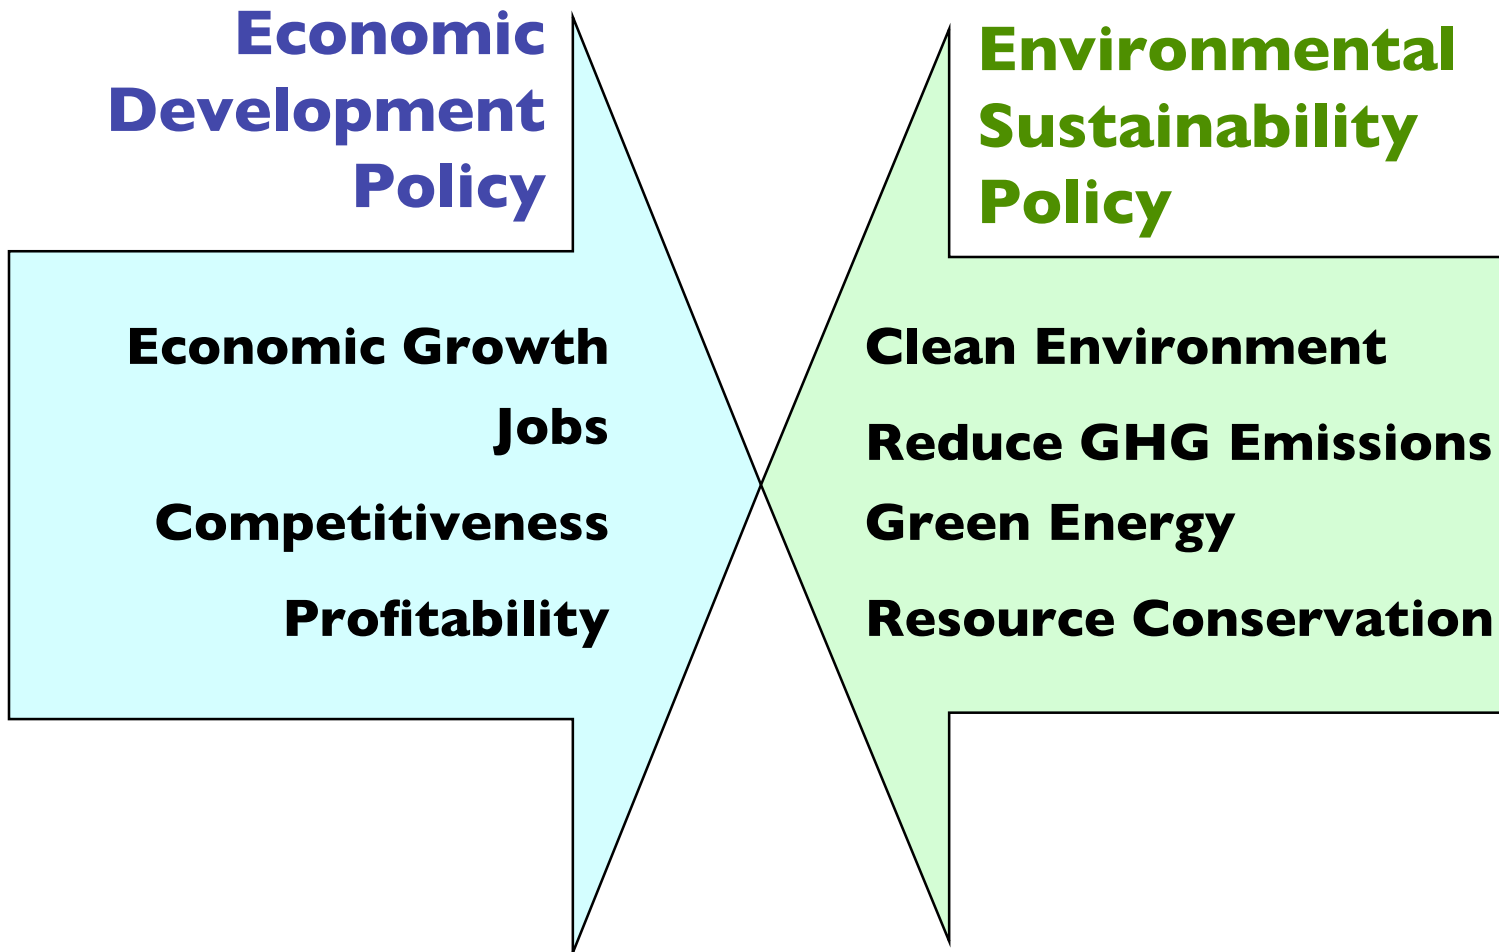 Economic
Development
Policy
Economic Growth
Jobs
Competitiveness
Profitability
Environmental
Sustainability
Policy
Clean Environment
Reduce GHG Emissions
Green Energy
Resource Conservation